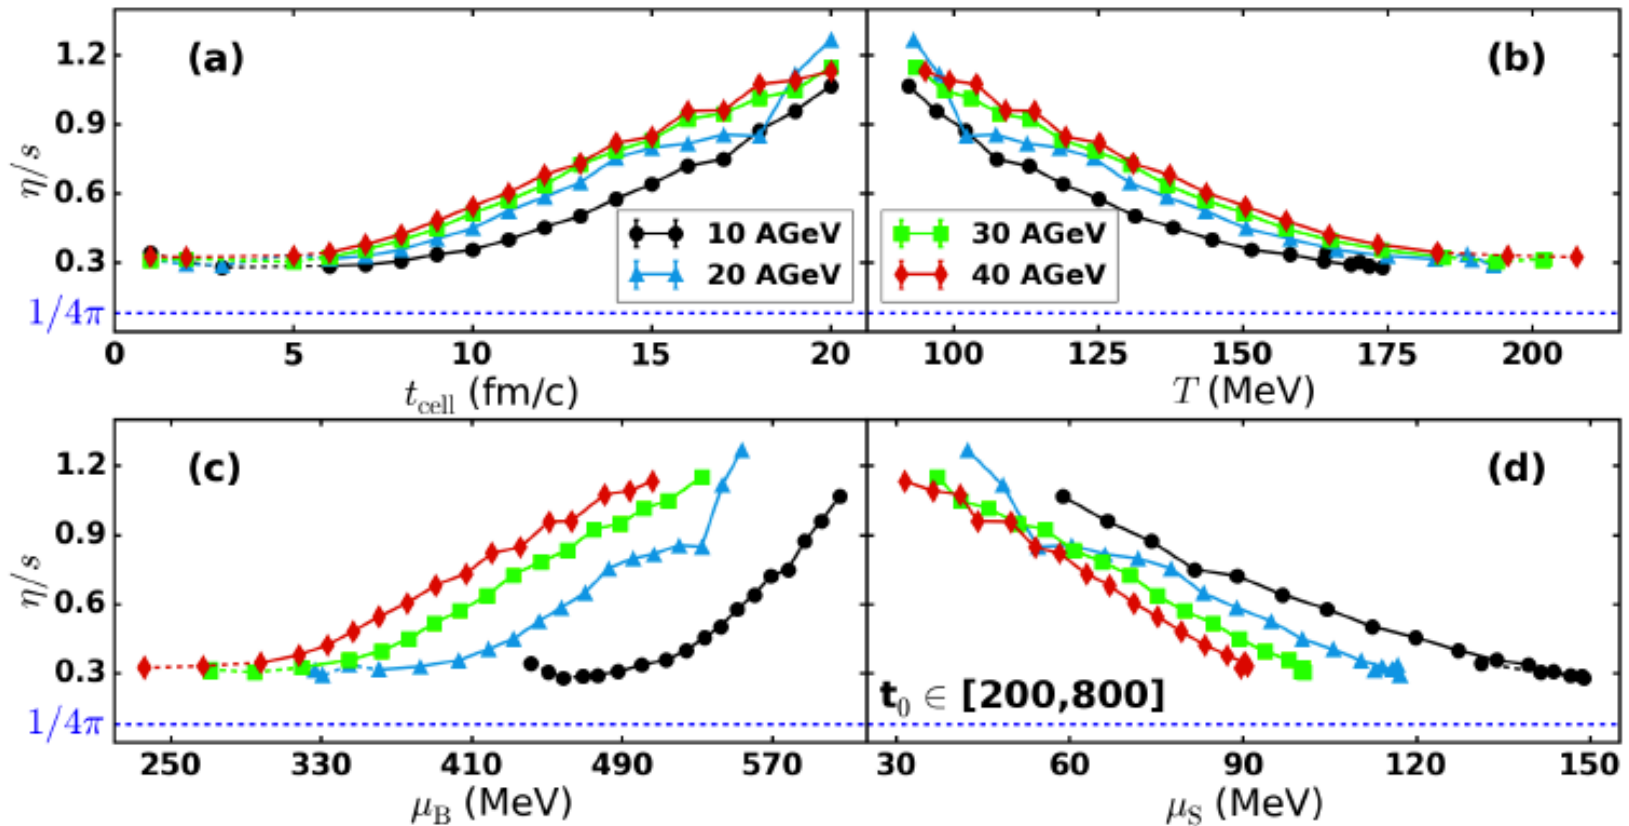 (a)
(b)
1.2
0.9
0.6
0.3
1/4π
η/s
10 AGeV
20 AGeV
30 AGeV
40 AGeV
0 5 10 15 20
100 125 150 175 200
t_cell (fm/c)
T (MeV)
(c)
(d)
1.2
0.9
0.6
0.3
1/4π
η/s
t₀ ∈ [200,800]
250 330 410 490 570
30 60 90 120 150
μ_B (MeV)
μ_S (MeV)